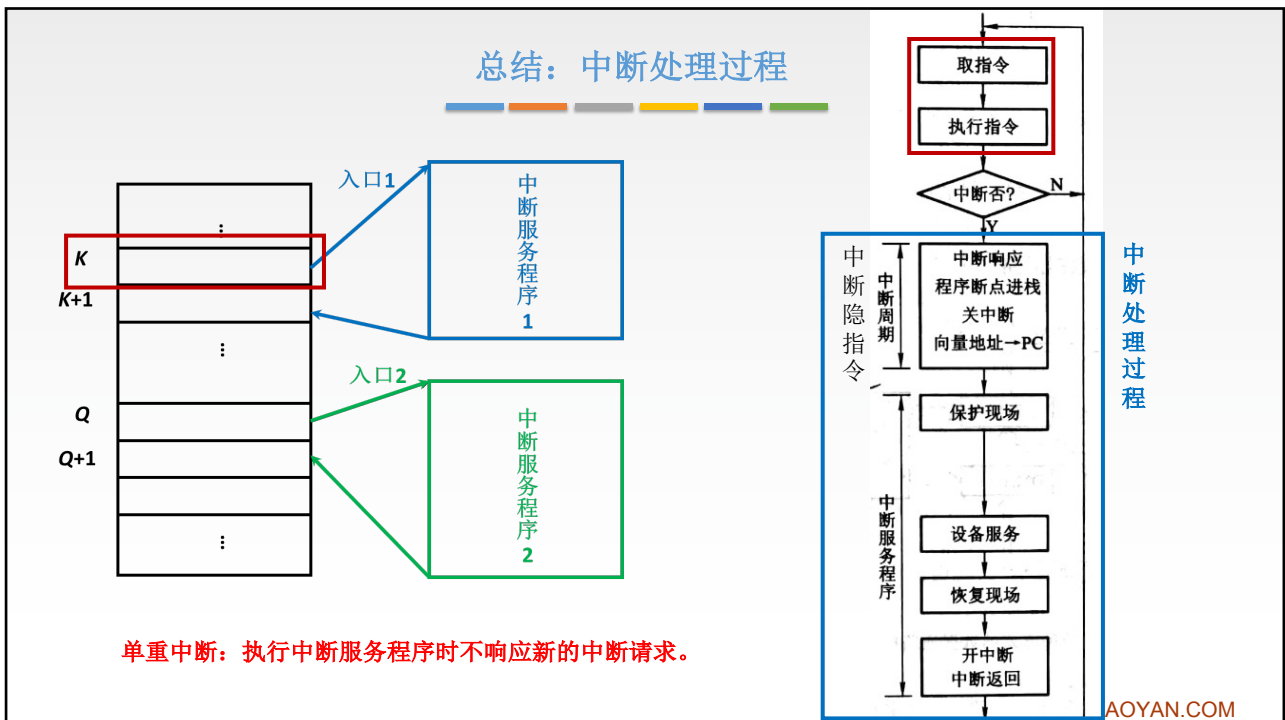 总结：中断处理过程
入口1
中断服务程序1
⋮
K
K+1
⋮
入口2
Q
Q+1
中断服务程序2
⋮
单重中断：执行中断服务程序时不响应新的中断请求。
取指令
执行指令
中断否?
N
Y
中断隐指令
中断周期
中断响应
程序断点进栈
关中断
向量地址→PC
中断处理过程
中断服务程序
保护现场
设备服务
恢复现场
开中断
中断返回
AOYAN.COM